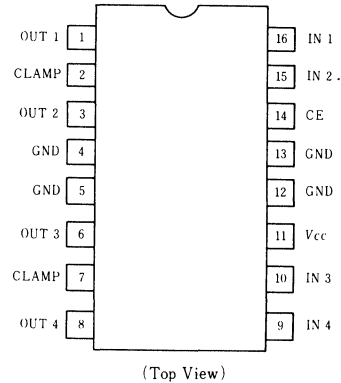 OUT 1 1 16 IN 1
CLAMP 2 15 IN 2
OUT 2 3 14 CE
GND 4 13 GND
GND 5 12 GND
OUT 3 6 11 Vcc
CLAMP 7 10 IN 3
OUT 4 8 9 IN 4
(Top View)